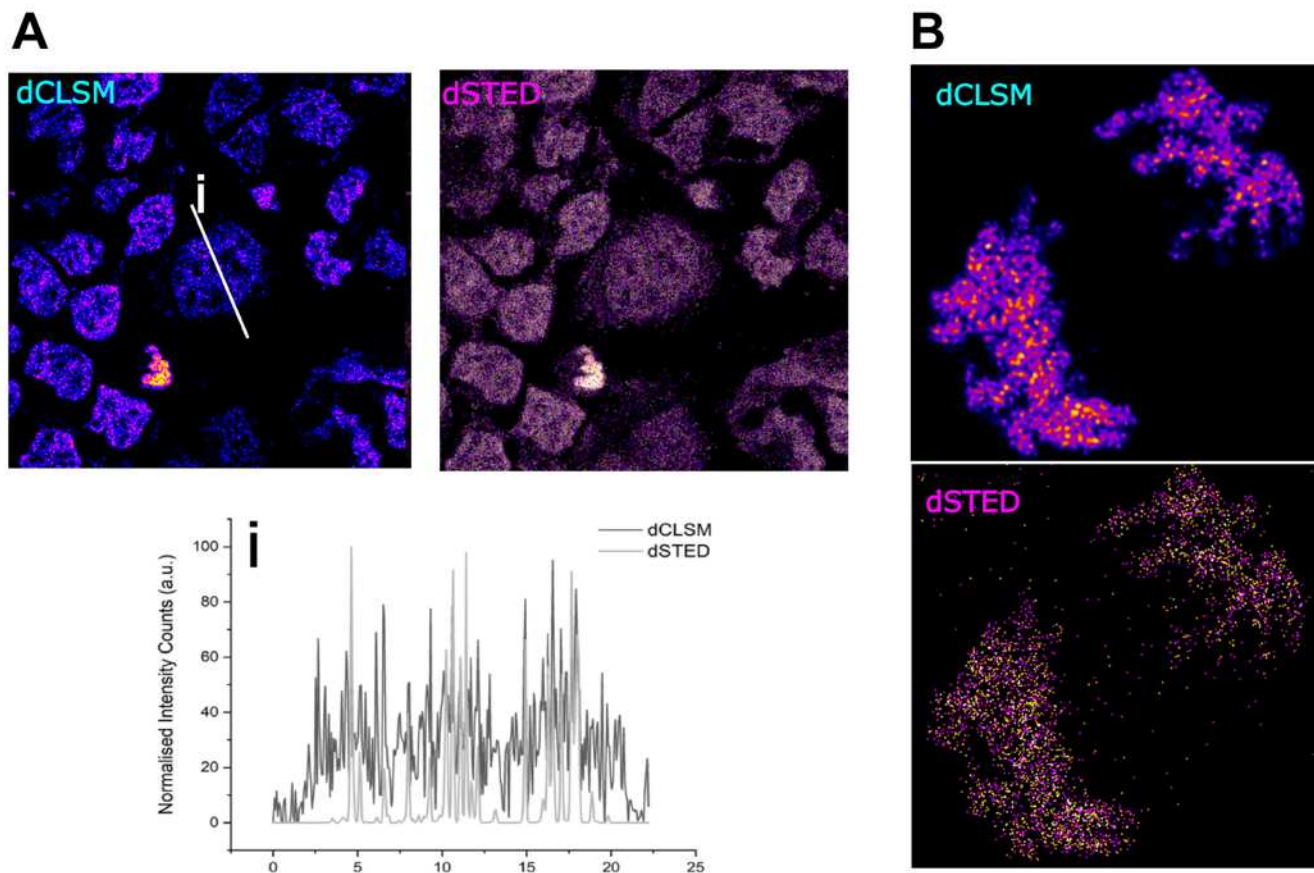 A
B
dCLSM
dSTED
dCLSM
i
dSTED
i
dCLSM
dSTED
Normalised Intensity Counts (a.u.)
100
80
60
40
20
0
0 5 10 15 20 25